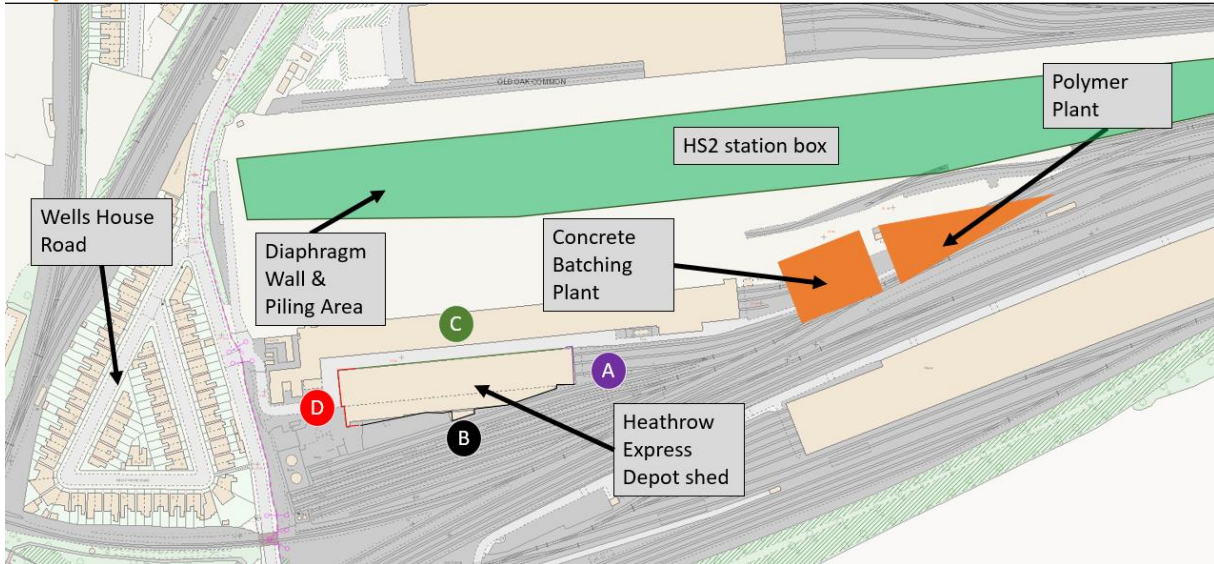 OLD OAK COMMON
Polymer
Plant
HS2 station box
Wells House
Road
Diaphragm
Wall &
Piling Area
Concrete
Batching
Plant
C
A
D
B
Heathrow
Express
Depot shed